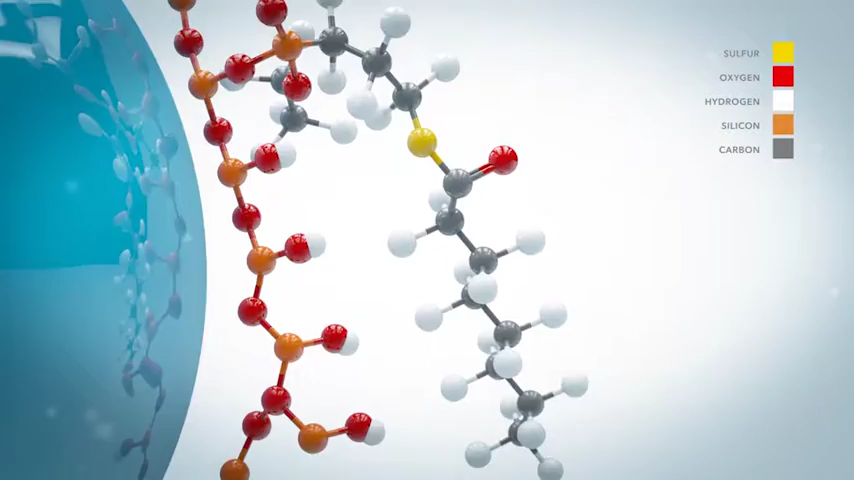 SULFUR
OXYGEN
HYDROGEN
SILICON
CARBON